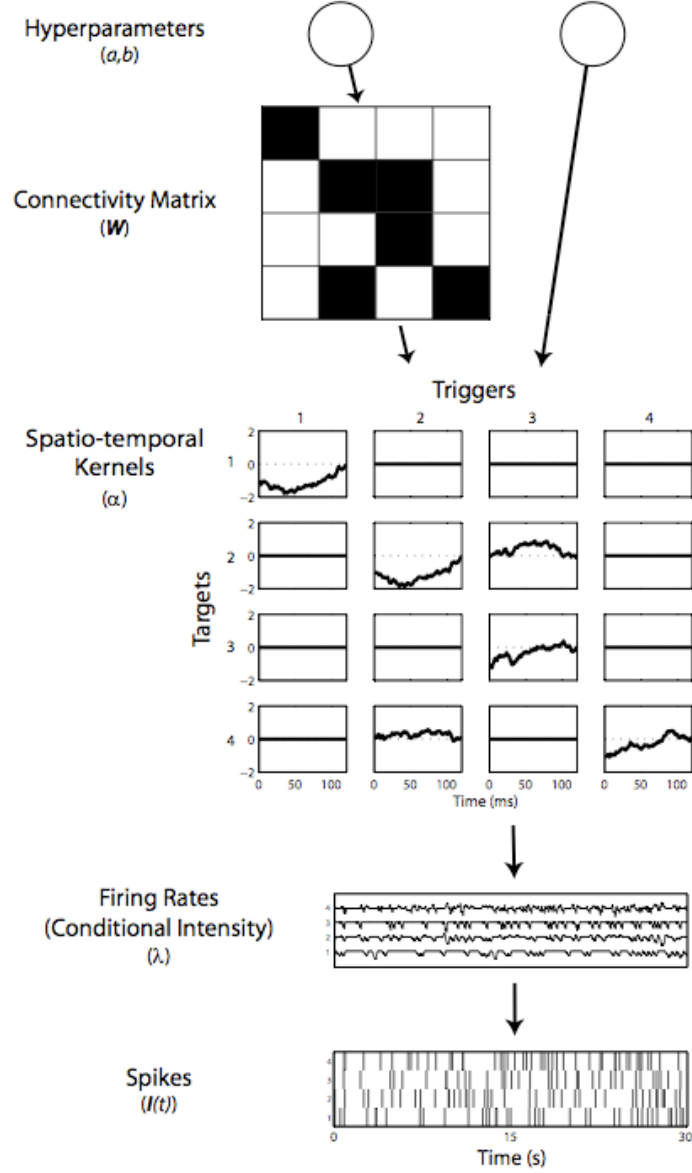 Hyperparameters
(a,b)
Connectivity Matrix
(W)
Triggers
1 2 3 4
Spatio-temporal
Kernels
(α)
Targets
1
2
0
−2
2
2
0
−2
3
2
0
−2
4
2
0
−2
0 50 100 0 50 100 0 50 100 0 50 100
Time (ms)
Firing Rates
(Conditional Intensity)
(λ)
4
3
2
1
Spikes
(I(t))
4
3
2
1
0 15 30
Time (s)